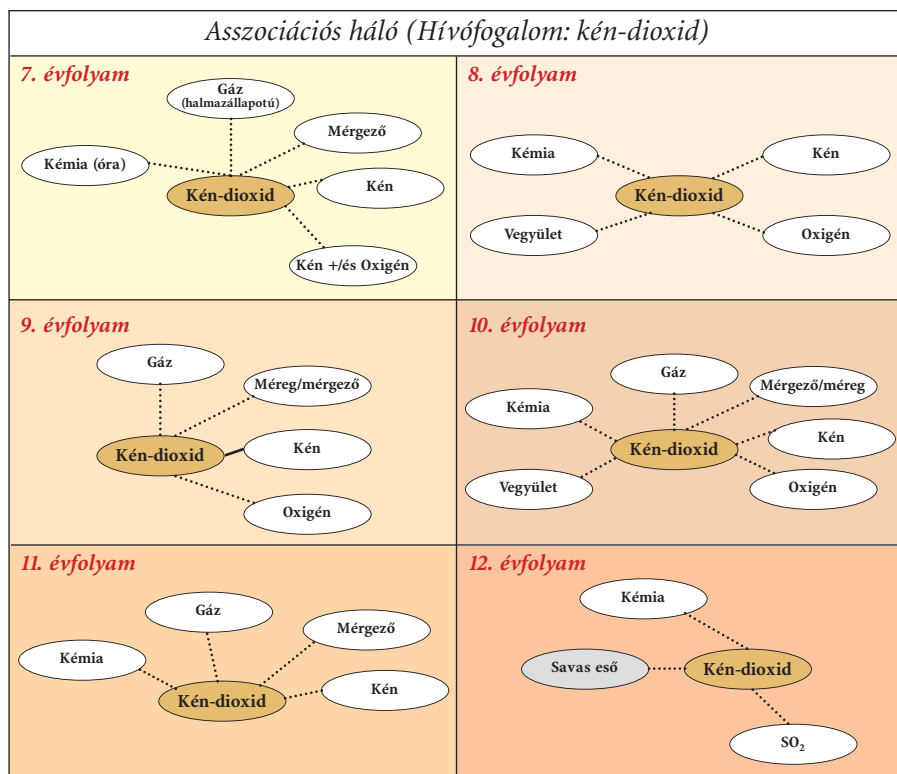 Asszociációs háló (Hívófogalom: kén-dioxid)
7. évfolyam
Gáz
(halmazállapotú)
Mérgező
Kémia (óra)
Kén
Kén-dioxid
Kén +/és Oxigén
8. évfolyam
Kémia
Kén
Kén-dioxid
Vegyület
Oxigén
9. évfolyam
Gáz
Méreg/mérgező
Kén
Kén-dioxid
Oxigén
10. évfolyam
Gáz
Mérgező/méreg
Kémia
Kén
Kén-dioxid
Vegyület
Oxigén
11. évfolyam
Gáz
Mérgező
Kémia
Kén
Kén-dioxid
12. évfolyam
Kémia
Savas eső
Kén-dioxid
SO₂